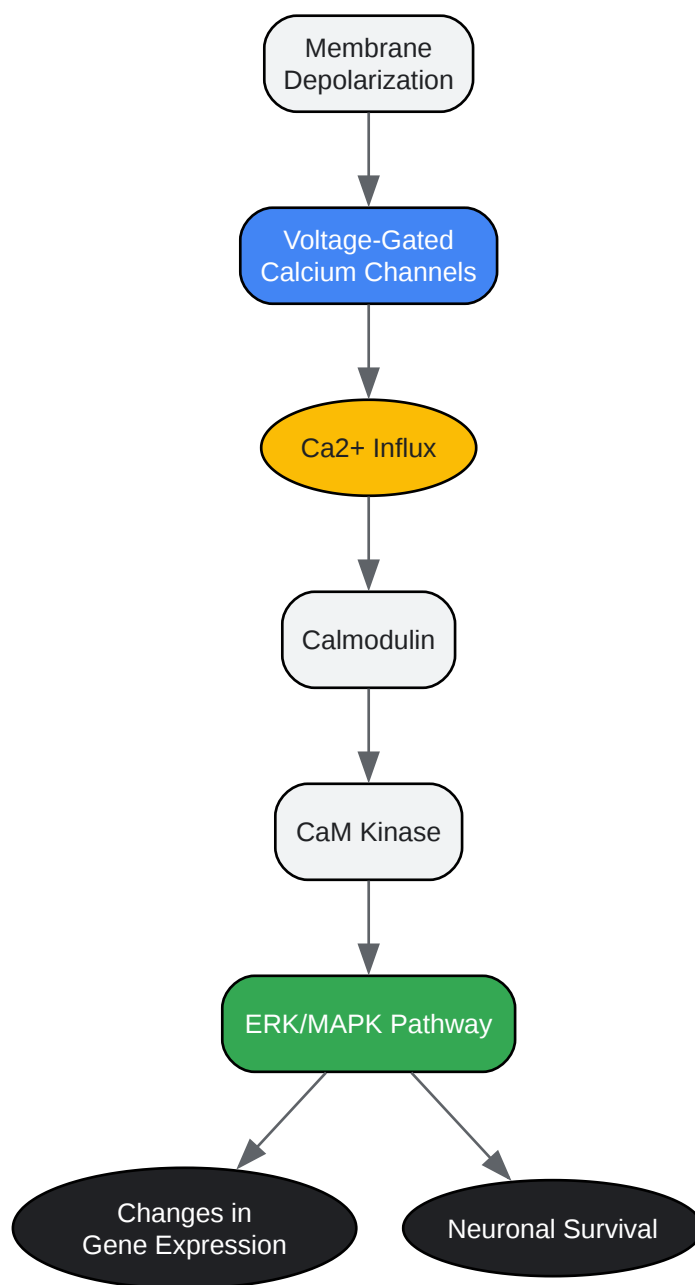 Membrane
Depolarization
Voltage-Gated
Calcium Channels
Ca2+ Influx
Calmodulin
CaM Kinase
ERK/MAPK Pathway
Changes in
Gene Expression
Neuronal Survival